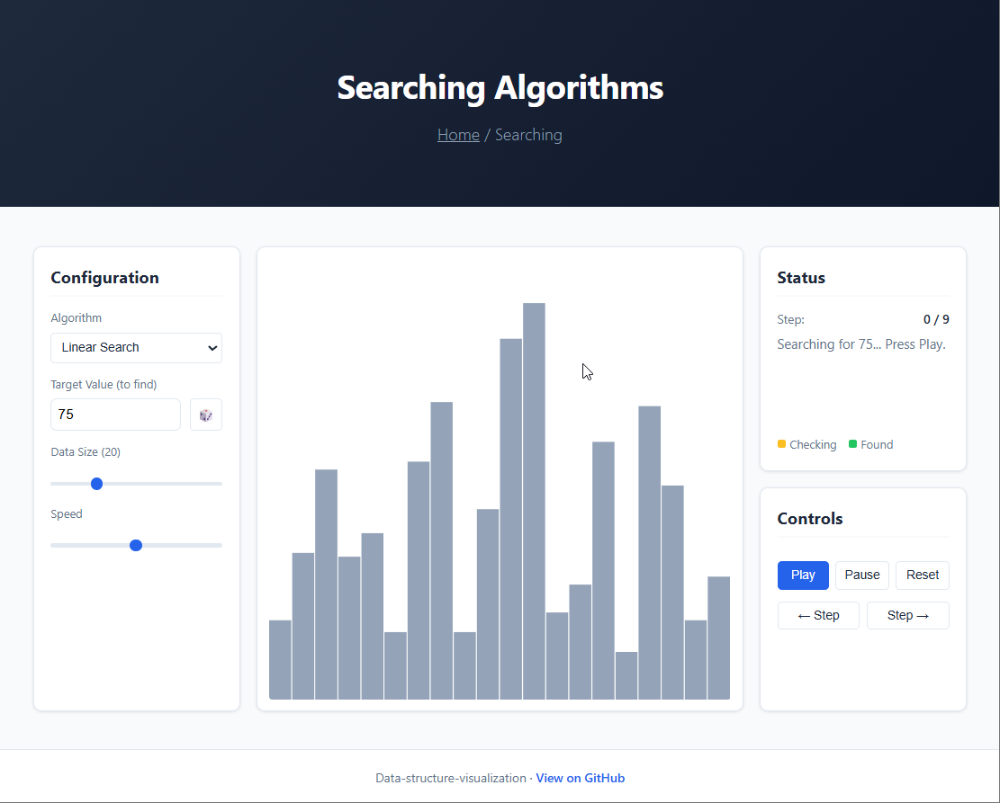 Searching Algorithms
Home / Searching
Configuration
Algorithm
Linear Search
Target Value (to find)
75
Data Size (20)
Speed
Status
Step: 0 / 9
Searching for 75... Press Play.
Checking Found
Controls
Play Pause Reset
← Step Step →
Data-structure-visualization · View on GitHub